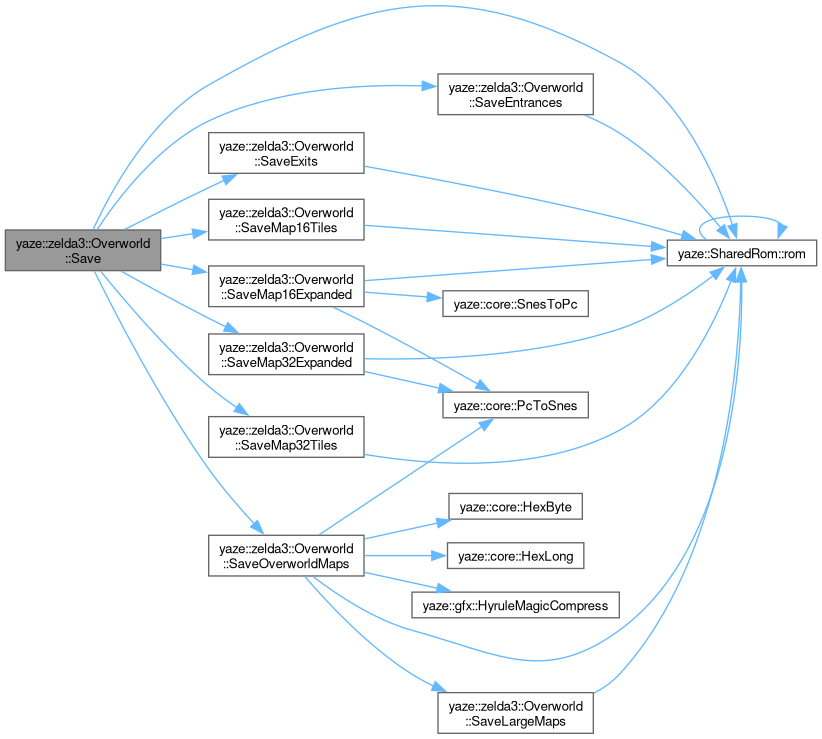 yaze::zelda3::Overworld
::Save
yaze::zelda3::Overworld
::SaveEntrances
yaze::zelda3::Overworld
::SaveExits
yaze::zelda3::Overworld
::SaveMap16Tiles
yaze::SharedRom::rom
yaze::zelda3::Overworld
::SaveMap16Expanded
yaze::core::SnesToPc
yaze::zelda3::Overworld
::SaveMap32Expanded
yaze::core::PcToSnes
yaze::zelda3::Overworld
::SaveMap32Tiles
yaze::core::HexByte
yaze::zelda3::Overworld
::SaveOverworldMaps
yaze::core::HexLong
yaze::gfx::HyruleMagicCompress
yaze::zelda3::Overworld
::SaveLargeMaps